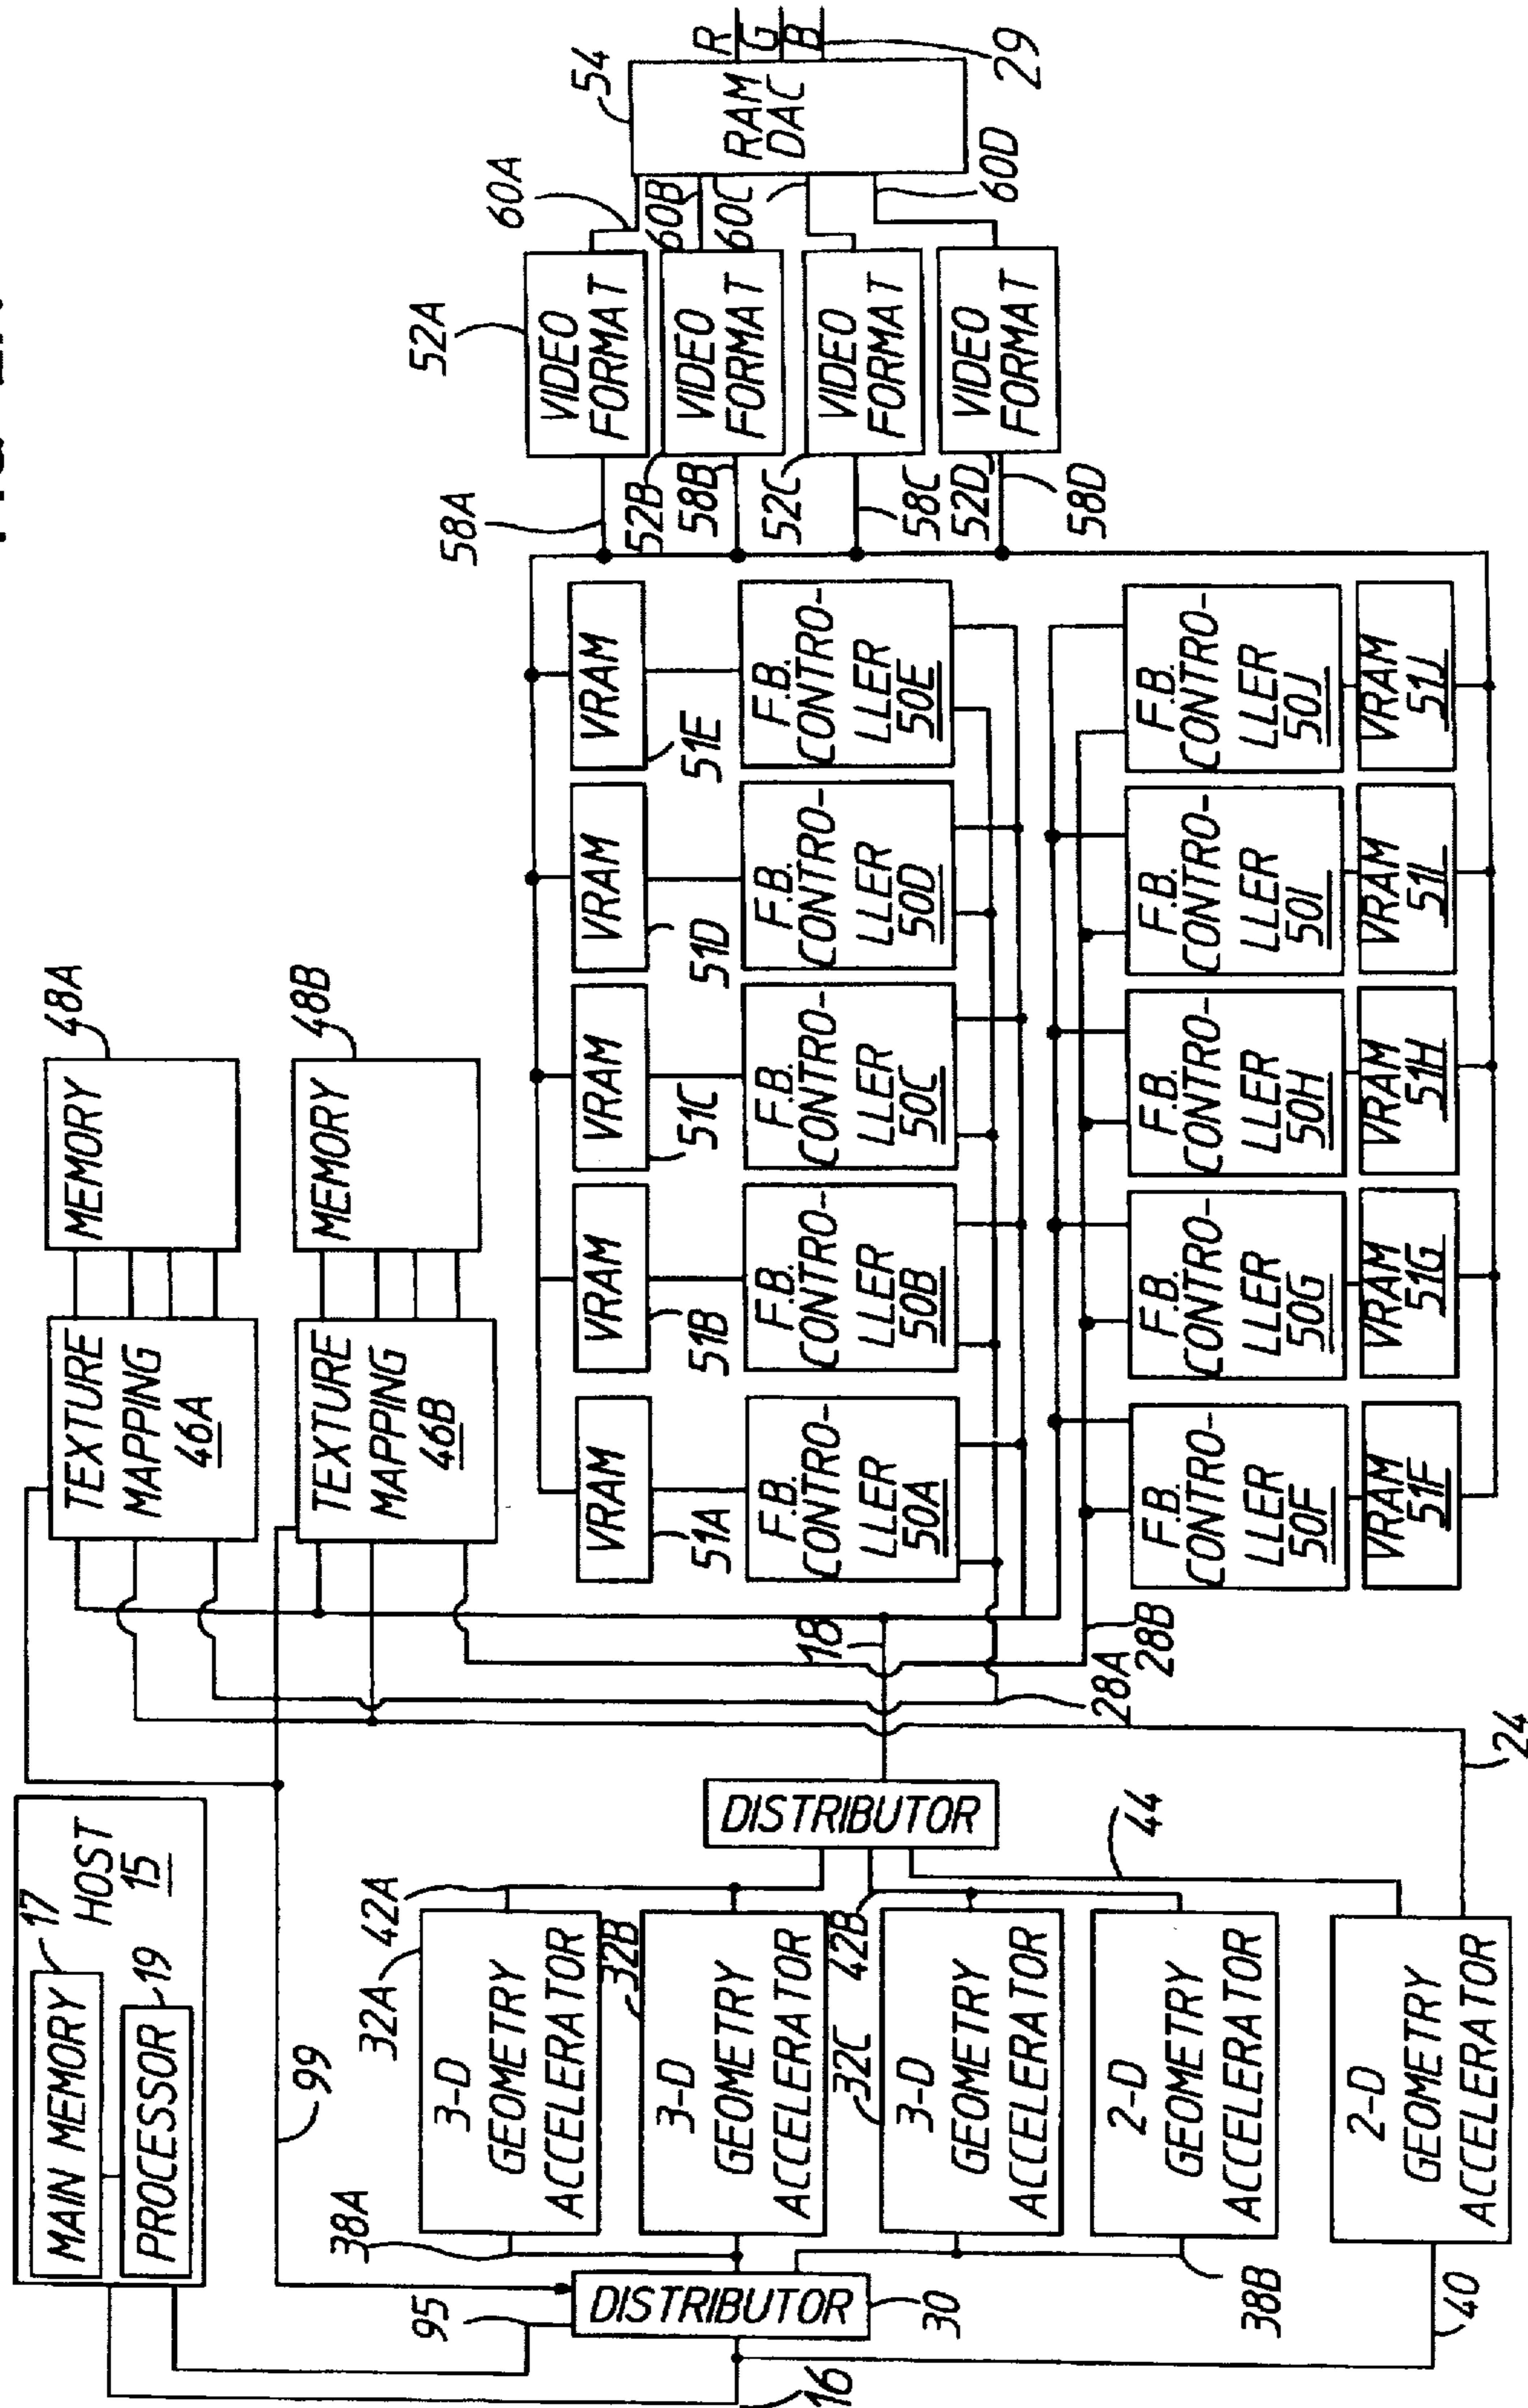 54
R
G
B
29
RAM
DAC
60A
60B
60C
60D
52A
VIDEO
FORMAT
VIDEO
FORMAT
VIDEO
FORMAT
VIDEO
FORMAT
58A
52B
58B
52C
58C
52D
58D
VRAM
51E
F.B.
CONTRO-
LLER
50E
VRAM
51D
F.B.
CONTRO-
LLER
50D
VRAM
51C
F.B.
CONTRO-
LLER
50C
VRAM
51B
F.B.
CONTRO-
LLER
50B
VRAM
51A
F.B.
CONTRO-
LLER
50A
F.B.
CONTRO-
LLER
50J
VRAM
51J
F.B.
CONTRO-
LLER
50I
VRAM
51I
F.B.
CONTRO-
LLER
50H
VRAM
51H
F.B.
CONTRO-
LLER
50G
VRAM
51G
F.B.
CONTRO-
LLER
50F
VRAM
51F
48A
MEMORY
48B
MEMORY
TEXTURE
MAPPING
46A
TEXTURE
MAPPING
46B
18
28A
28B
24
DISTRIBUTOR
44
17
HOST
15
MAIN MEMORY
19
PROCESSOR
99
42A
32A
3-D
GEOMETRY
ACCELERATOR
32B
3-D
GEOMETRY
ACCELERATOR
42B
32C
3-D
GEOMETRY
ACCELERATOR
2-D
GEOMETRY
ACCELERATOR
2-D
GEOMETRY
ACCELERATOR
38A
95
DISTRIBUTOR
30
38B
40
16